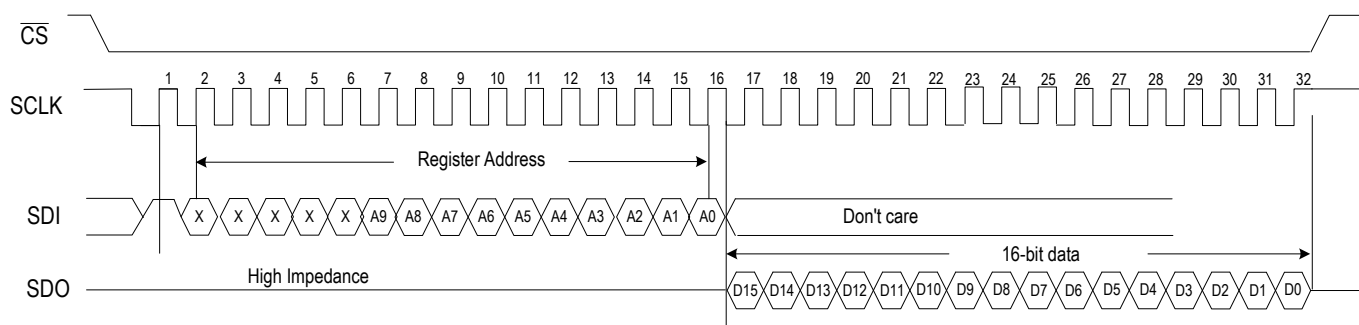 CS
1 2 3 4 5 6 7 8 9 10 11 12 13 14 15 16 17 18 19 20 21 22 23 24 25 26 27 28 29 30 31 32
SCLK
Register Address
SDI X X X X X A9 A8 A7 A6 A5 A4 A3 A2 A1 A0 Don't care
16-bit data
High Impedance
SDO D15 D14 D13 D12 D11 D10 D9 D8 D7 D6 D5 D4 D3 D2 D1 D0